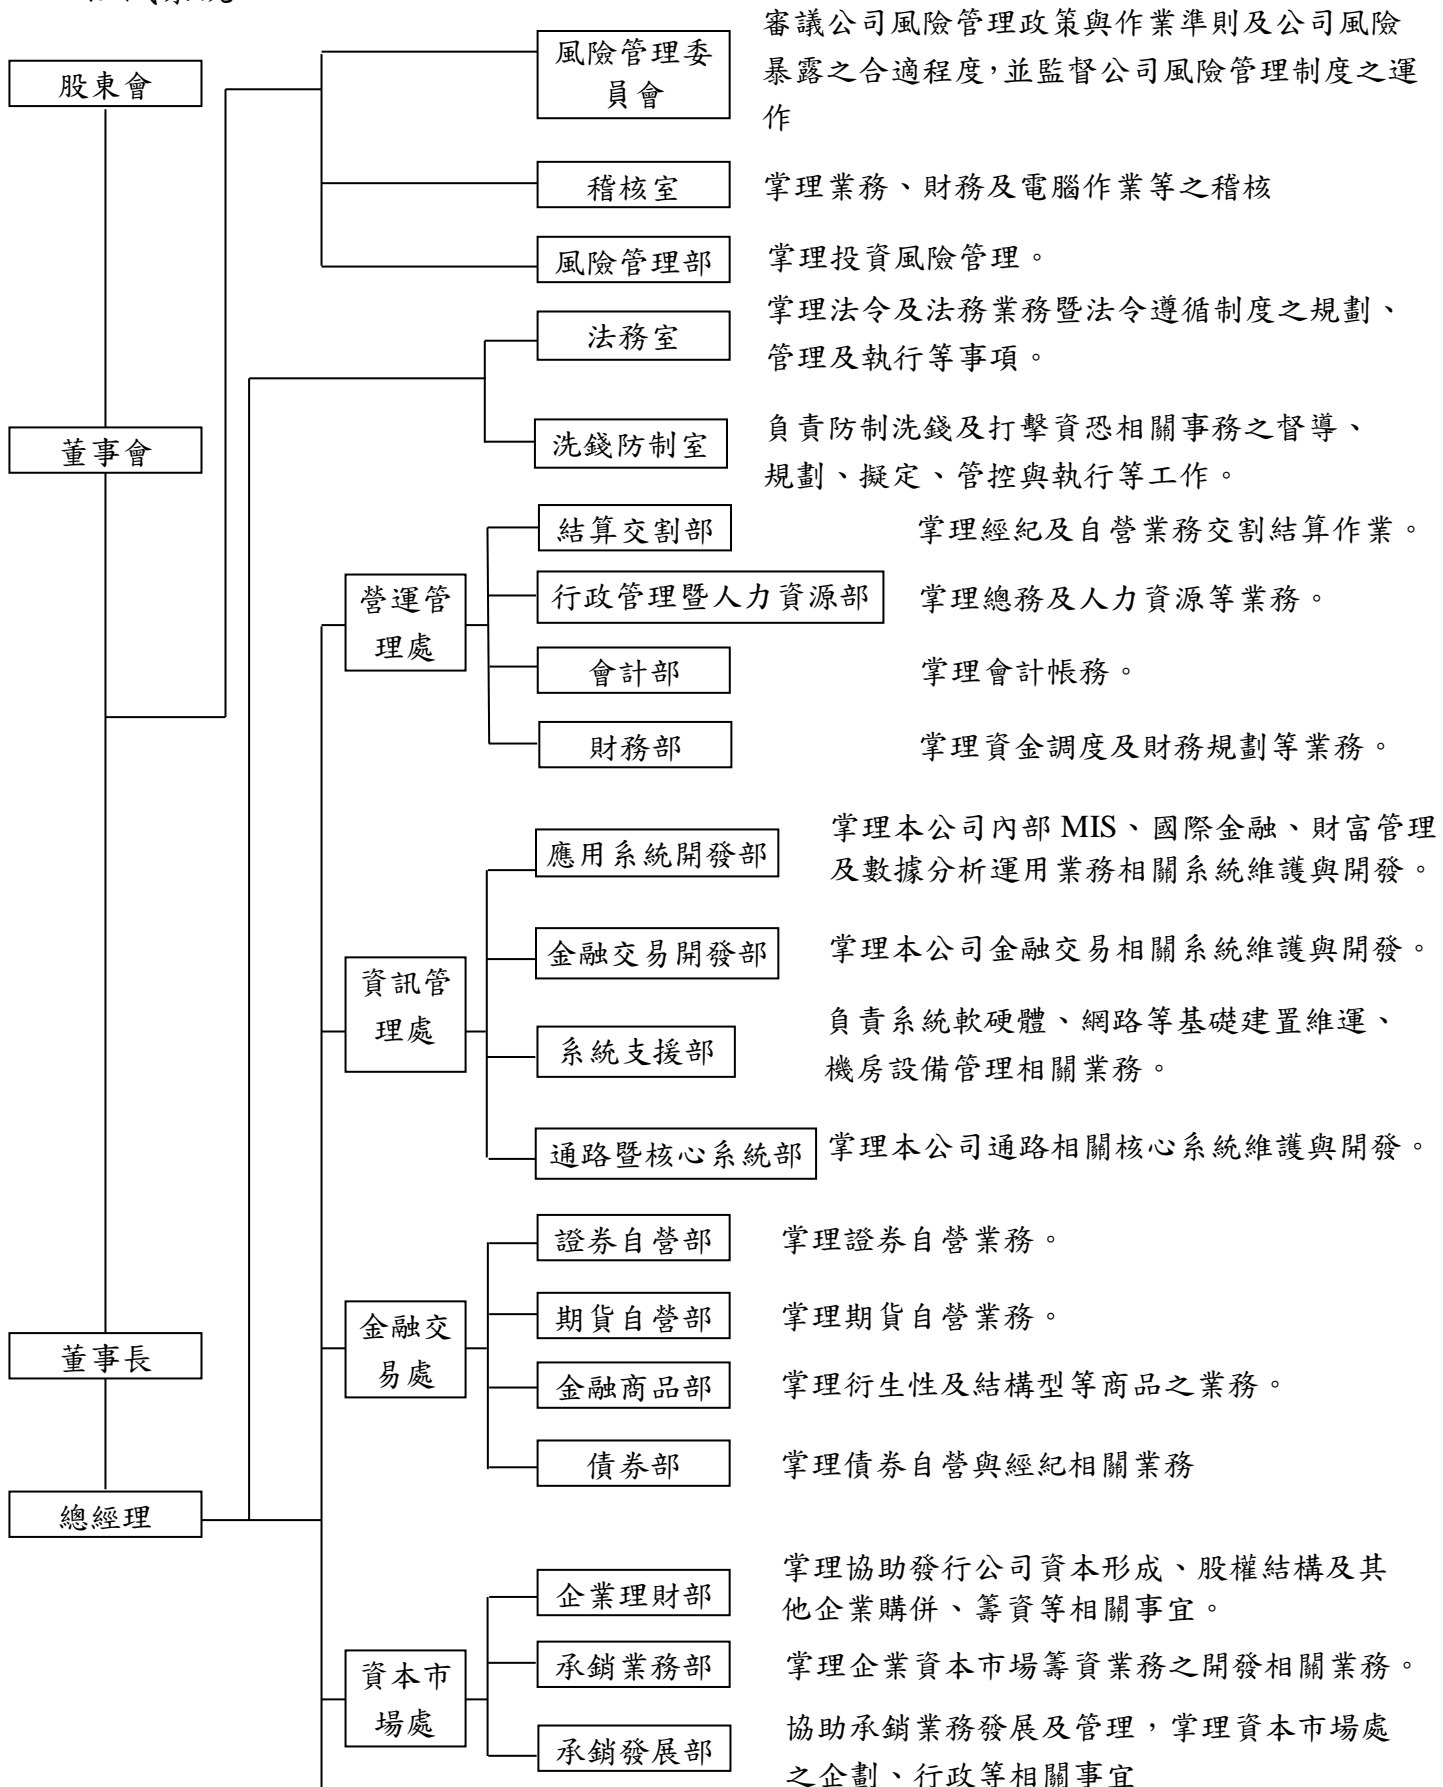 股東會
董事會
董事長
總經理
風險管理委
員會
審議公司風險管理政策與作業準則及公司風險
暴露之合適程度,並監督公司風險管理制度之運
作
稽核室
掌理業務、財務及電腦作業等之稽核
風險管理部
掌理投資風險管理。
法務室
掌理法令及法務業務暨法令遵循制度之規劃、
管理及執行等事項。
洗錢防制室
負責防制洗錢及打擊資恐相關事務之督導、
規劃、擬定、管控與執行等工作。
營運管
理處
結算交割部
掌理經紀及自營業務交割結算作業。
行政管理暨人力資源部
掌理總務及人力資源等業務。
會計部
掌理會計帳務。
財務部
掌理資金調度及財務規劃等業務。
資訊管
理處
應用系統開發部
掌理本公司內部 MIS、國際金融、財富管理
及數據分析運用業務相關系統維護與開發。
金融交易開發部
掌理本公司金融交易相關系統維護與開發。
系統支援部
負責系統軟硬體、網路等基礎建置維運、
機房設備管理相關業務。
通路暨核心系統部
掌理本公司通路相關核心系統維護與開發。
金融交
易處
證券自營部
掌理證券自營業務。
期貨自營部
掌理期貨自營業務。
金融商品部
掌理衍生性及結構型等商品之業務。
債券部
掌理債券自營與經紀相關業務
資本市
場處
企業理財部
掌理協助發行公司資本形成、股權結構及其
他企業購併、籌資等相關事宜。
承銷業務部
掌理企業資本市場籌資業務之開發相關業務。
承銷發展部
協助承銷業務發展及管理，掌理資本市場處
之企劃、行政等相關事宜